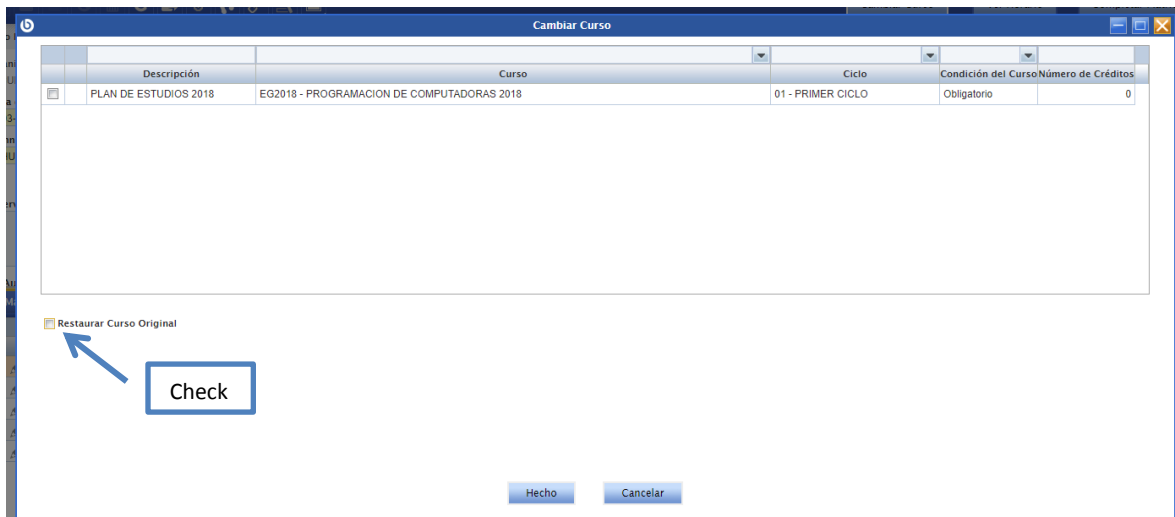 Cambiar Curso
Descripción Curso Ciclo Condición del Curso Número de Créditos
PLAN DE ESTUDIOS 2018 EG2018 - PROGRAMACION DE COMPUTADORAS 2018 01 - PRIMER CICLO Obligatorio 0
Restaurar Curso Original
Check
Hecho Cancelar